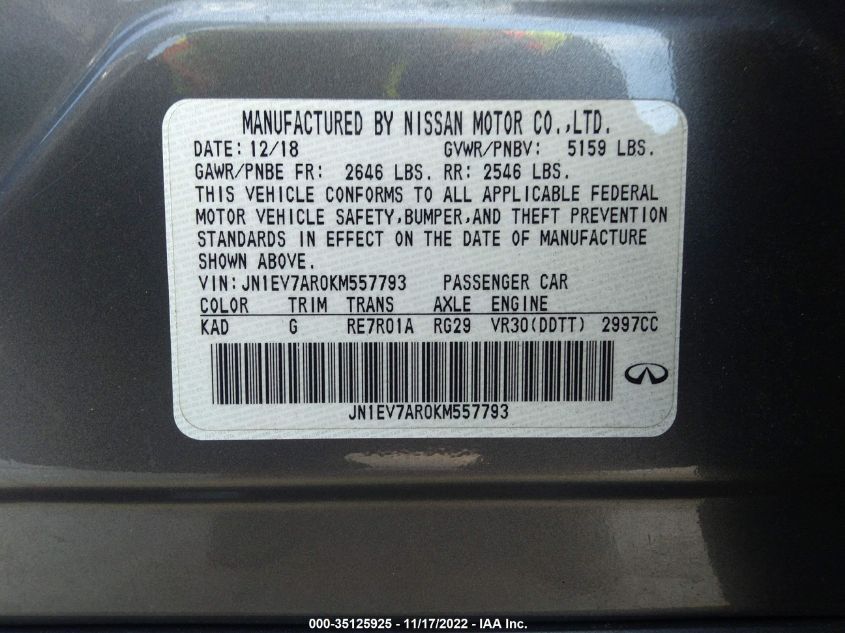 MANUFACTURED BY NISSAN MOTOR CO.,LTD.
DATE: 12/18 GVWR/PNBV: 5159 LBS.
GAWR/PNBE FR: 2646 LBS. RR: 2546 LBS.
THIS VEHICLE CONFORMS TO ALL APPLICABLE FEDERAL
MOTOR VEHICLE SAFETY,BUMPER,AND THEFT PREVENTION
STANDARDS IN EFFECT ON THE DATE OF MANUFACTURE
SHOWN ABOVE.
VIN:JN1EV7AR0KM557793 PASSENGER CAR
COLOR TRIM TRANS AXLE ENGINE
KAD G RE7R01A RG29 VR30(DDTT) 2997CC
JN1EV7AR0KM557793
000-35125925 - 11/17/2022 - IAA Inc.